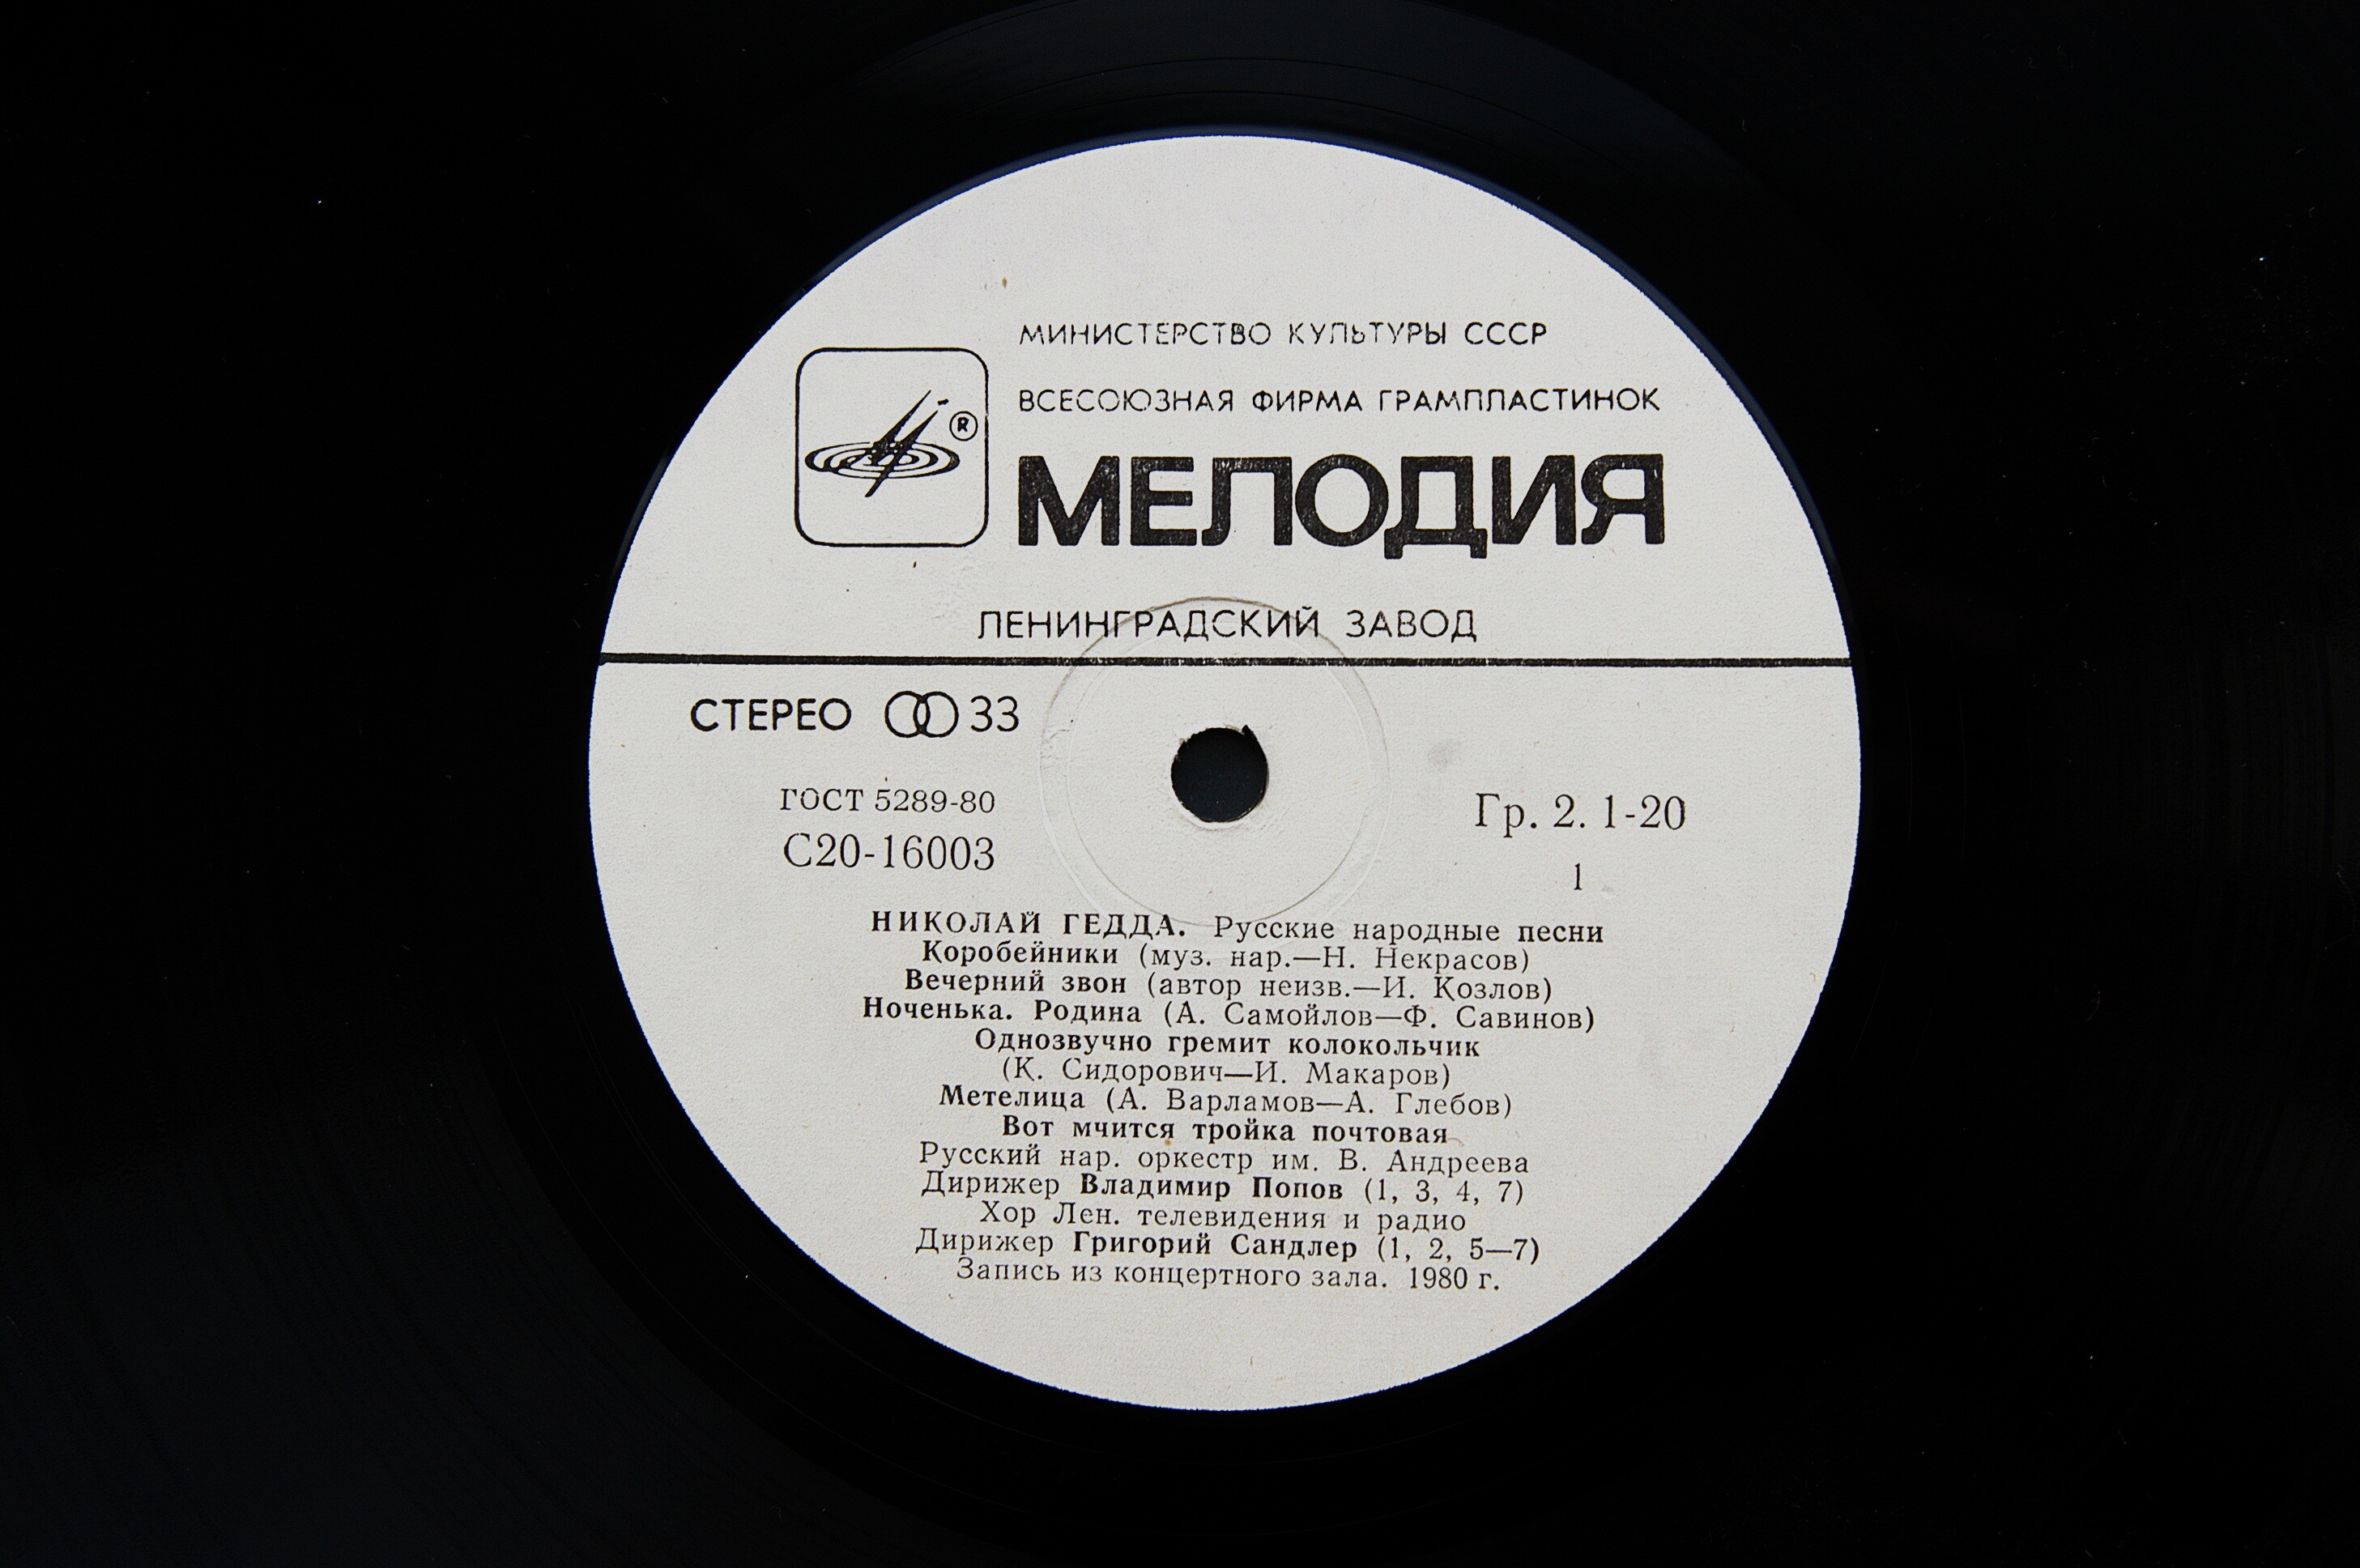 МИНИСТЕРСТВО КУЛЬТУРЫ СССР
ВСЕСОЮЗНАЯ ФИРМА ГРАМПЛАСТИНОК
®
МЕЛОДИЯ
ЛЕНИНГРАДСКИЙ ЗАВОД
СТЕРЕО 33
ГОСТ 5289-80
С20-16003
Гр. 2. 1-20
1
НИКОЛАЙ ГЕДДА. Русские народные песни
Коробейники (муз. нар.—Н. Некрасов)
Вечерний звон (автор неизв.—И. Козлов)
Ноченька. Родина (А. Самойлов—Ф. Савинов)
Однозвучно гремит колокольчик
(К. Сидорович—И. Макаров)
Метелица (А. Варламов—А. Глебов)
Вот мчится тройка почтовая
Русский нар. оркестр им. В. Андреева
Дирижер Владимир Попов (1, 3, 4, 7)
Хор Лен. телевидения и радио
Дирижер Григорий Сандлер (1, 2, 5—7)
Запись из концертного зала. 1980 г.